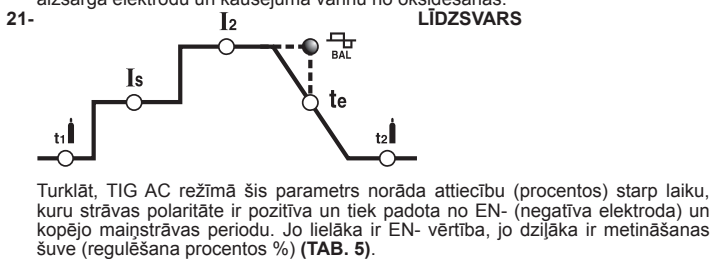 aizsargā elektrodu un kausējuma vannu no oksidēšanās.
21- LĪDZSVARS
I2
BAL
Is
te
t1
t2
Turklāt, TIG AC režīmā šis parametrs norāda attiecību (procentos) starp laiku,
kuru strāvas polaritāte ir pozitīva un tiek padota no EN- (negatīva elektroda) un
kopējo maiņstrāvas periodu. Jo lielāka ir EN- vērtība, jo dziļāka ir metināšanas
šuve (regulēšana procentos %) (TAB. 5).